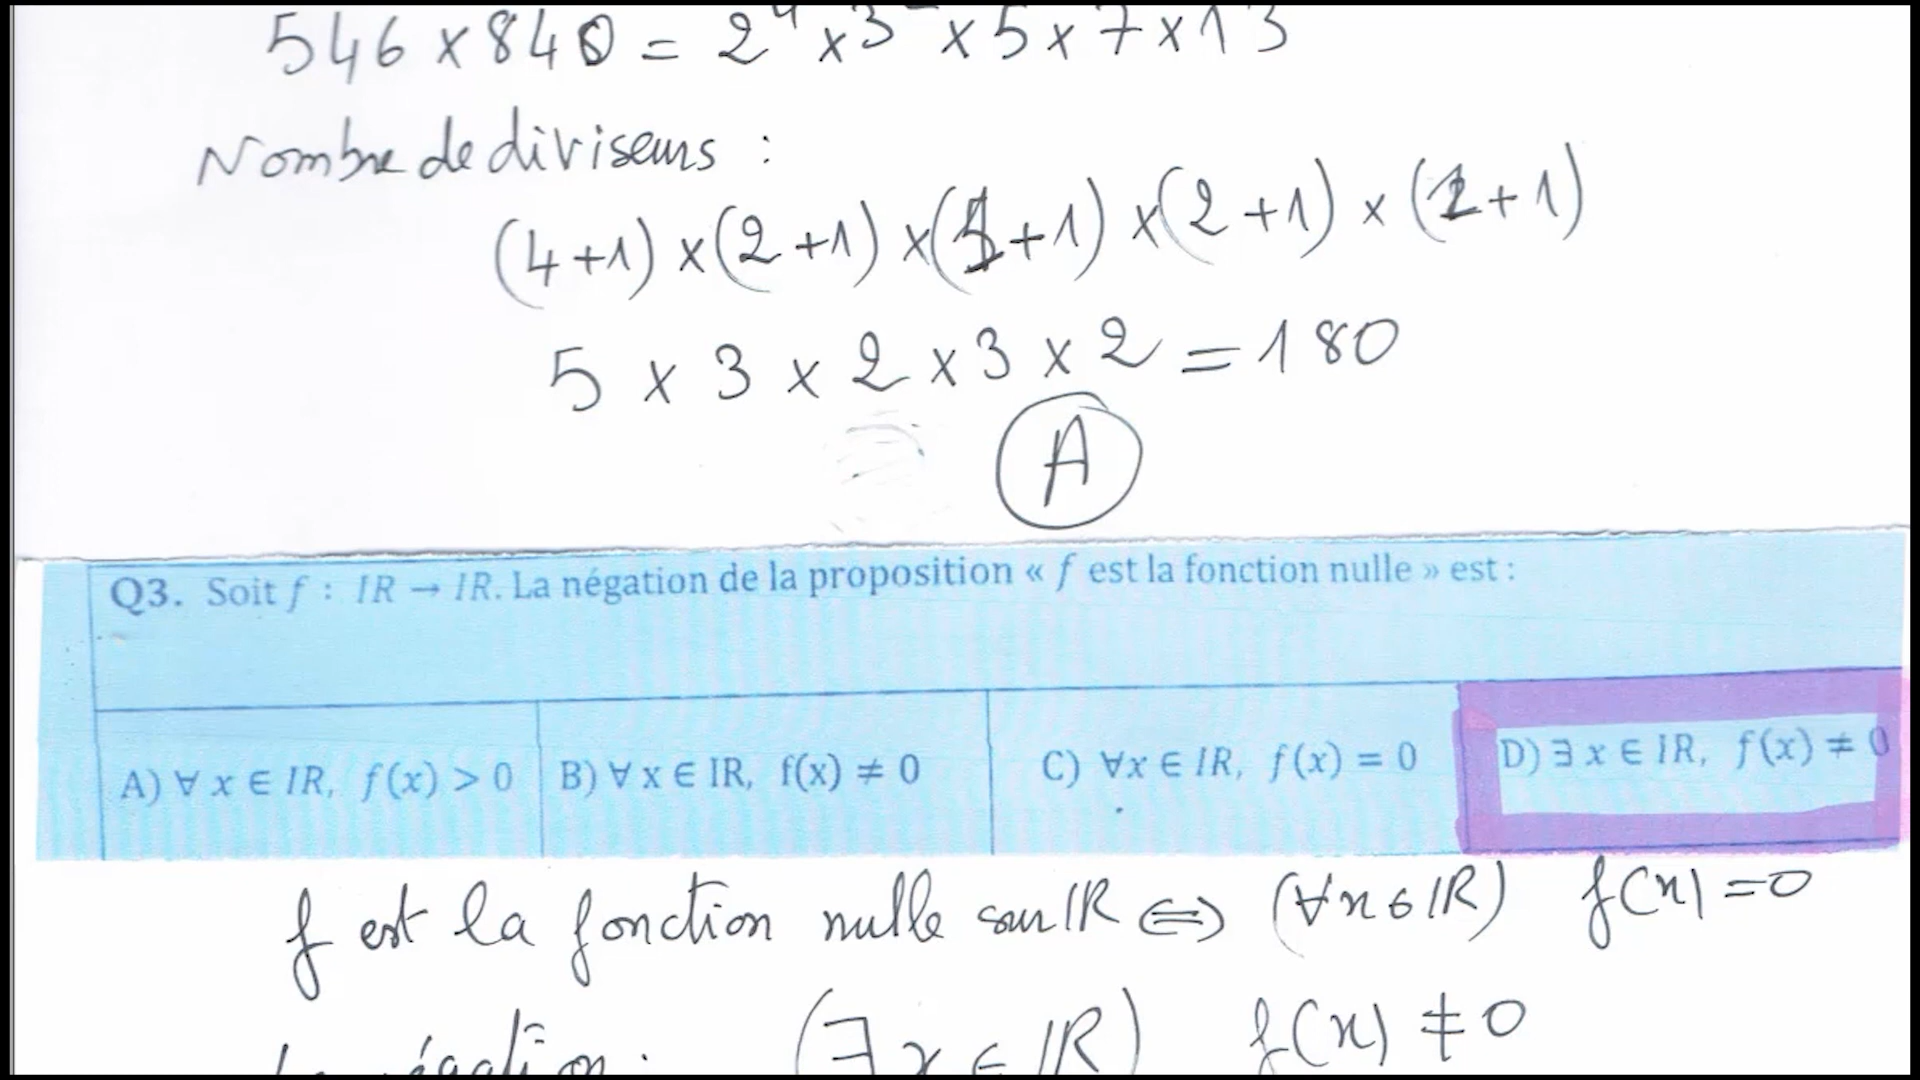 546 × 840 = 2⁴ × 3² × 5 × 7 × 13
Nombre de diviseurs :
(4+1) × (2+1) × (1+1) × (2+1) × (1+1)
5 × 3 × 2 × 3 × 2 = 180
A
Q3. Soit f : IR → IR. La négation de la proposition « f est la fonction nulle » est :
A) ∀ x ∈ IR, f(x) > 0
B) ∀ x ∈ IR, f(x) ≠ 0
C) ∀x ∈ IR, f(x) = 0
D) ∃ x ∈ IR, f(x) ≠ 0
f est la fonction nulle sur IR ⇔ (∀x∈IR) f(x) = 0
négation : (∃ x ∈ IR) f(x) ≠ 0